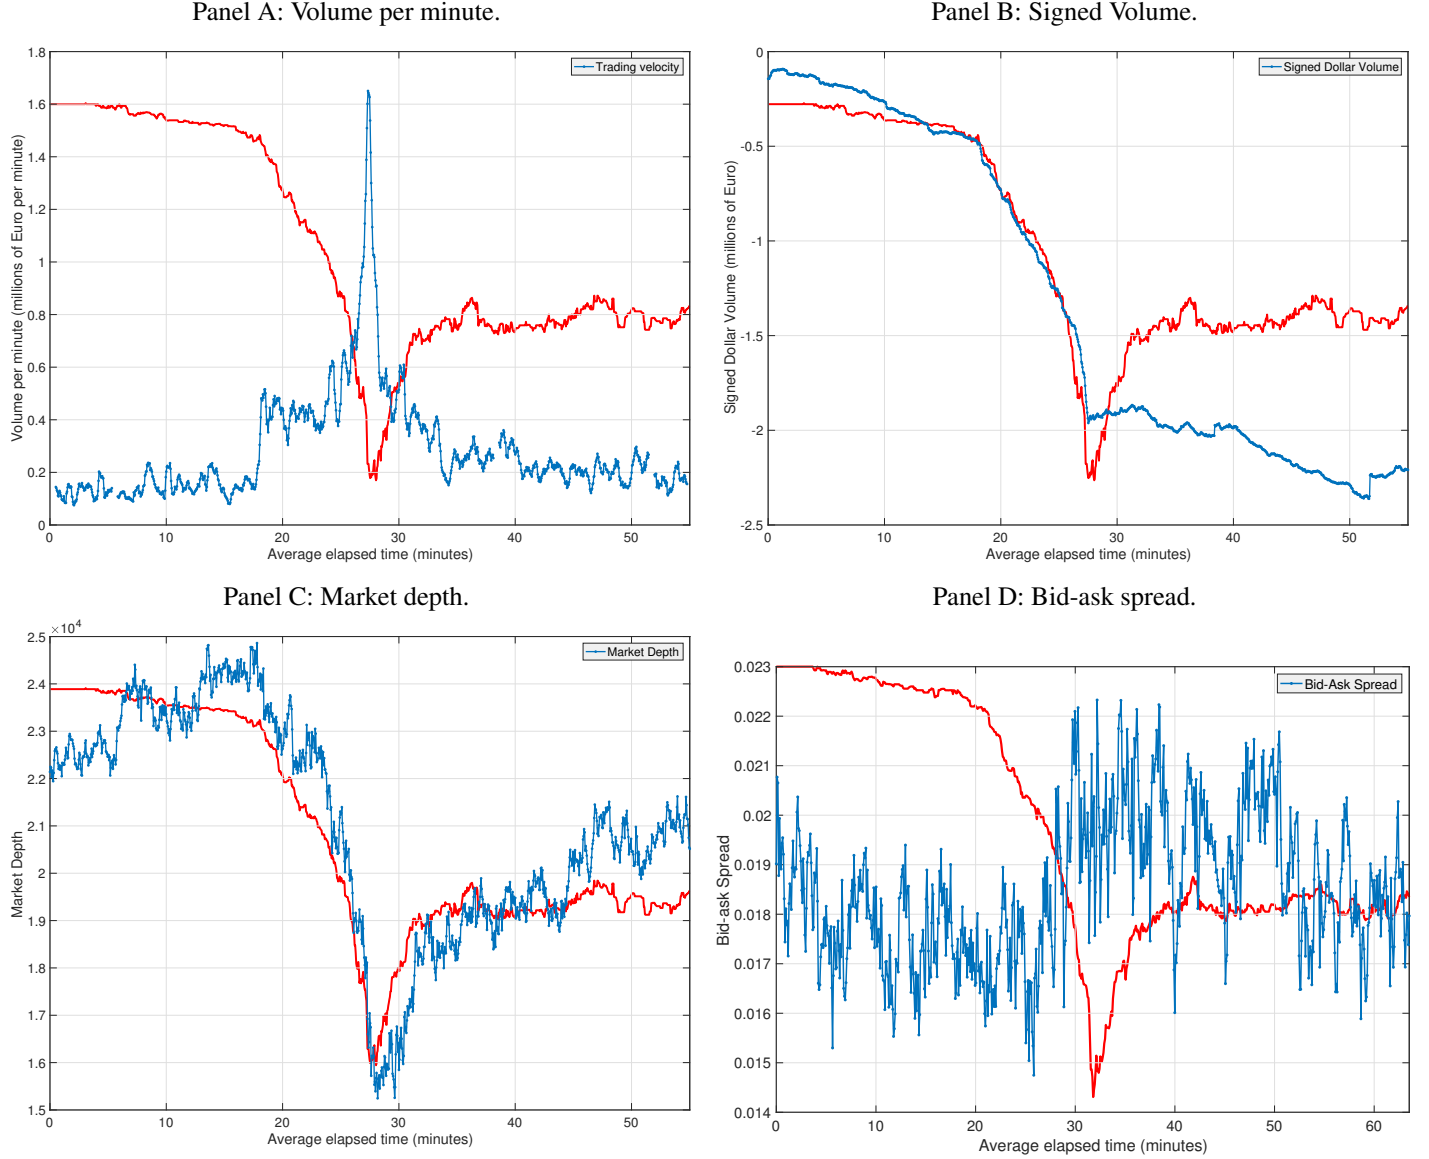 Panel A: Volume per minute.
1.8
1.6
1.4
1.2
1
0.8
0.6
0.4
0.2
0
Volume per minute (millions of Euro per minute)
Trading velocity
0 10 20 30 40 50
Average elapsed time (minutes)
Panel B: Signed Volume.
0
-0.5
-1
-1.5
-2
-2.5
Signed Dollar Volume (millions of Euro)
Signed Dollar Volume
0 10 20 30 40 50
Average elapsed time (minutes)
Panel C: Market depth.
×10⁴
2.5
2.4
2.3
2.2
2.1
2
1.9
1.8
1.7
1.6
1.5
Market Depth
Market Depth
0 10 20 30 40 50
Average elapsed time (minutes)
Panel D: Bid-ask spread.
0.023
0.022
0.021
0.02
0.019
0.018
0.017
0.016
0.015
0.014
Bid-ask Spread
Bid-Ask Spread
0 10 20 30 40 50 60
Average elapsed time (minutes)